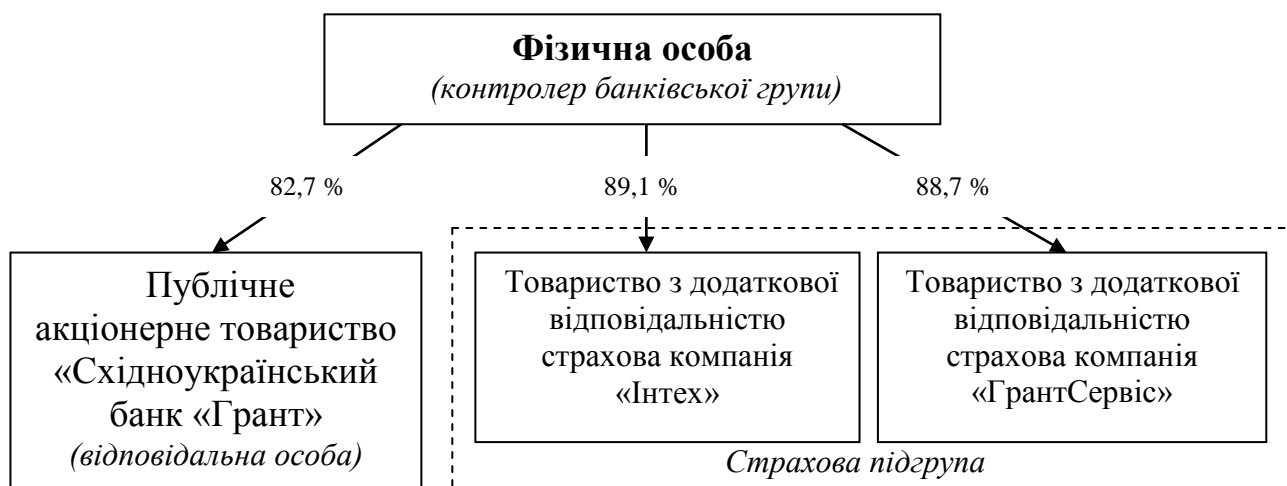 Фізична особа
(контролер банківської групи)
82,7 %
89,1 %
88,7 %
Публічне
акціонерне товариство
«Східноукраїнський
банк «Грант»
(відповідальна особа)
Товариство з додаткової
відповідальністю
страхова компанія
«Інтех»
Товариство з додаткової
відповідальністю
страхова компанія
«ГрантСервіс»
Страхова підгрупа